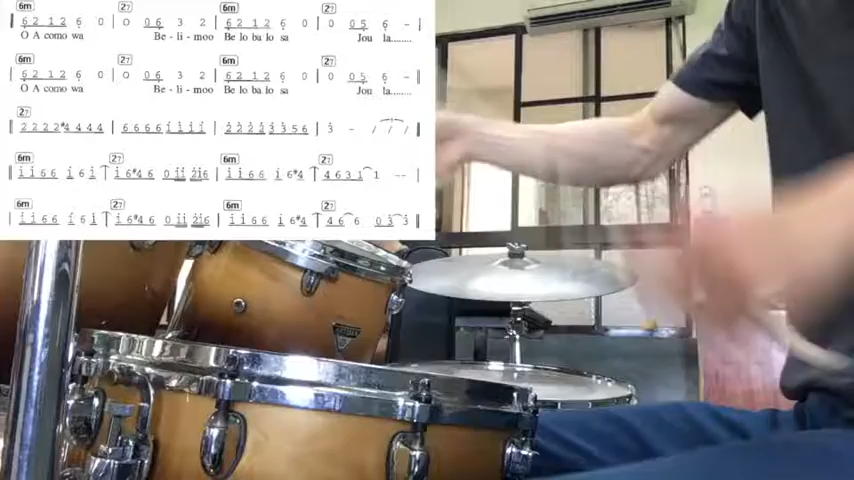 6m 27 6m 27
6 2 1 2 6 0 0 0 6 3 2 6 2 1 2 6 0 0 0 5 6 –
O A como wa Be - li - moo Be lo ba lo sa Jou la........
6m 27 6m 27
6 2 1 2 6 0 0 0 6 3 2 6 2 1 2 6 0 0 0 5 6 –
O A como wa Be - li - moo Be lo ba lo sa Jou la........
27
2 2 2 2 #4 4 4 4 6 6 6 6 1 1 1 1 2 2 2 2 3 3 5 6 3 – / / /
6m 27 6m 27
1 1 6 6 1 6 1 1 6 #4 6 0 1 1 2 1 6 1 1 6 6 1 6 #4 4 6 3 1 1 – –
6m 27 6m 27
1 1 6 6 1 6 1 1 6 #4 6 0 1 1 2 1 6 1 1 6 6 1 6 #4 4 6 6 0 3 3